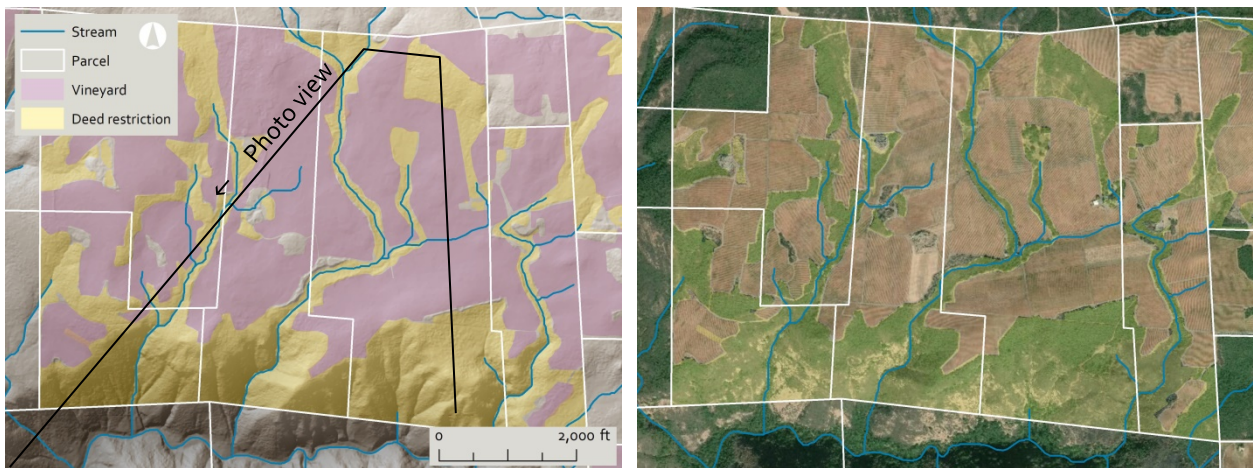 Stream
Parcel
Vineyard
Deed restriction
Photo view
0 2,000 ft